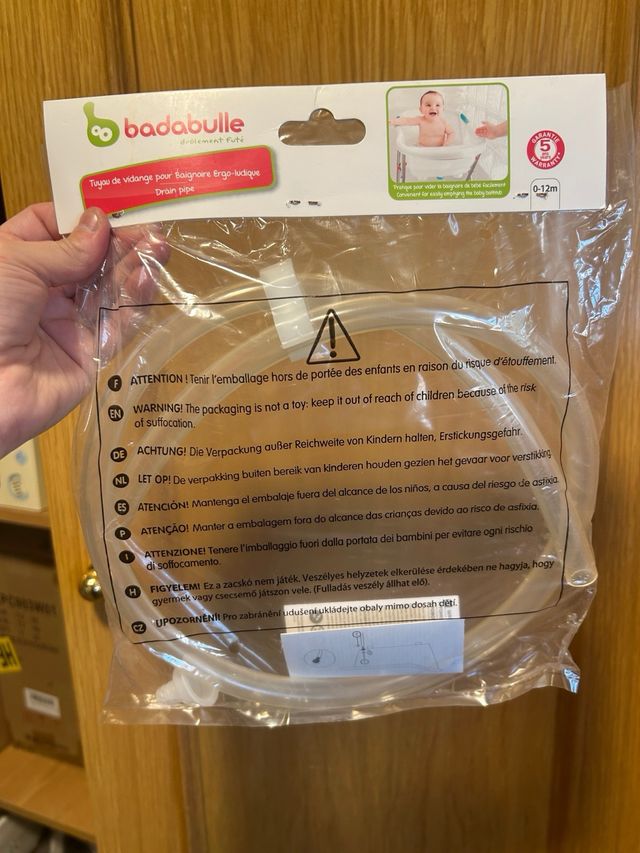 badabulle
drôlement futé
Tuyau de vidange pour Baignoire Ergo-ludique
Drain pipe
Pratique pour vider la baignoire de bébé facilement
Convenient for easily emptying the baby bathtub
GARANTIE
5
WARRANTY
0-12m
F ATTENTION ! Tenir l'emballage hors de portée des enfants en raison du risque d'étouffement.
EN WARNING! The packaging is not a toy: keep it out of reach of children because of the risk
of suffocation.
DE ACHTUNG! Die Verpackung außer Reichweite von Kindern halten, Erstickungsgefahr.
NL LET OP! De verpakking buiten bereik van kinderen houden gezien het gevaar voor verstikking
ES ATENCIÓN! Mantenga el embalaje fuera del alcance de los niños, a causa del riesgo de asfixia.
P ATENÇÃO! Manter a embalagem fora do alcance das crianças devido ao risco de asfixia.
I ATTENZIONE! Tenere l'imballaggio fuori dalla portata dei bambini per evitare ogni rischio
di soffocamento.
H FIGYELEM! Ez a zacskó nem játék. Veszélyes helyzetek elkerülése érdekében ne hagyja, hogy
gyermek vagy csecsemő játszon vele. (Fulladás veszély állhat elő).
CZ UPOZORNĚNÍ! Pro zabránění udušení ukládejte obaly mimo dosah dětí.